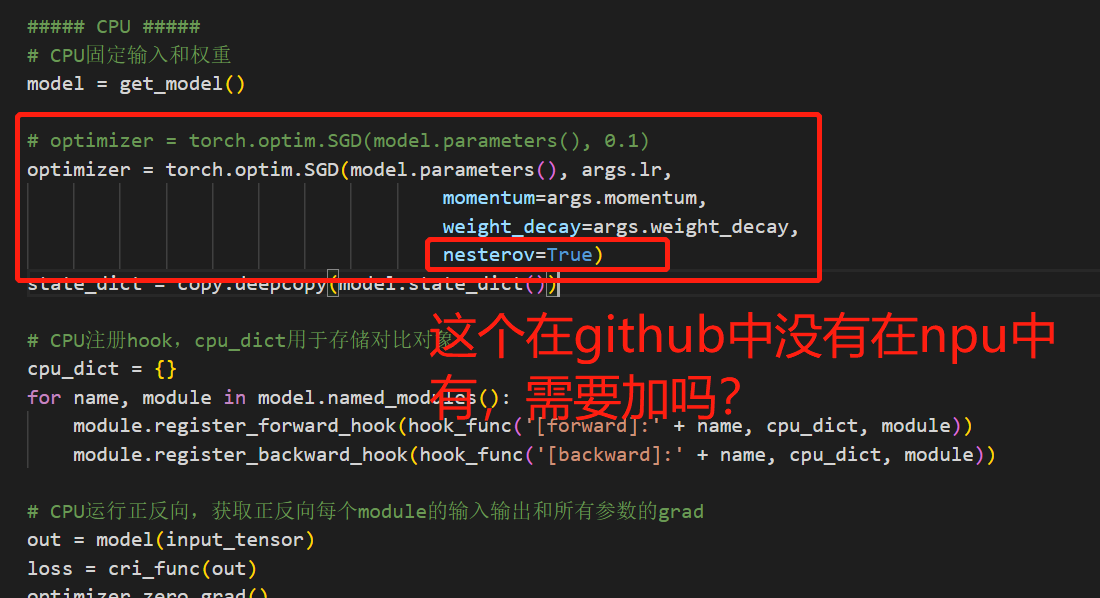 ##### CPU #####
# CPU固定输入和权重
model = get_model()
# optimizer = torch.optim.SGD(model.parameters(), 0.1)
optimizer = torch.optim.SGD(model.parameters(), args.lr,
momentum=args.momentum,
weight_decay=args.weight_decay,
nesterov=True)
state_dict = copy.deepcopy(model.state_dict())
这个在github中没有在npu中
有，需要加吗？
# CPU注册hook，cpu_dict用于存储对比对象
cpu_dict = {}
for name, module in model.named_modules():
module.register_forward_hook(hook_func('[forward]:' + name, cpu_dict, module))
module.register_backward_hook(hook_func('[backward]:' + name, cpu_dict, module))
# CPU运行正反向，获取正反向每个module的输入输出和所有参数的grad
out = model(input_tensor)
loss = cri_func(out)
optimizer.zero_grad()